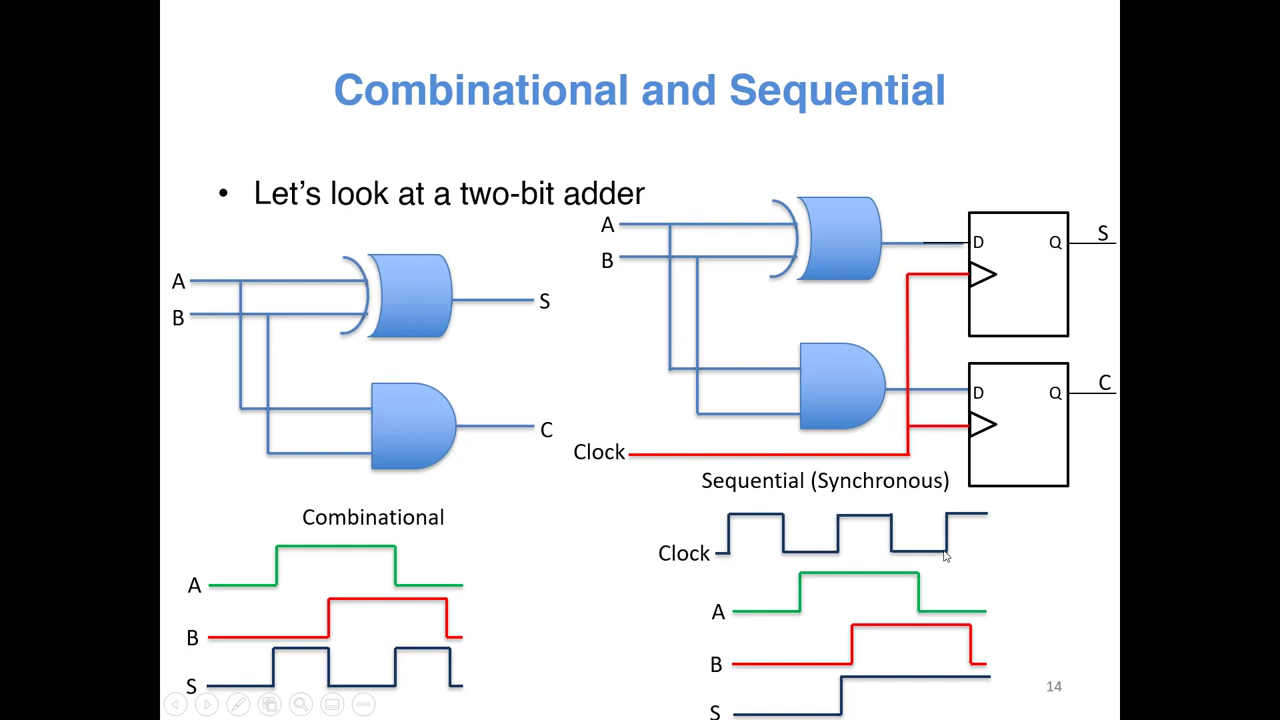 Combinational and Sequential
• Let's look at a two-bit adder
A
B
S
C
Combinational
A
B
S
A
B
D
Q
S
D
Q
C
Clock
Sequential (Synchronous)
Clock
A
B
S
14